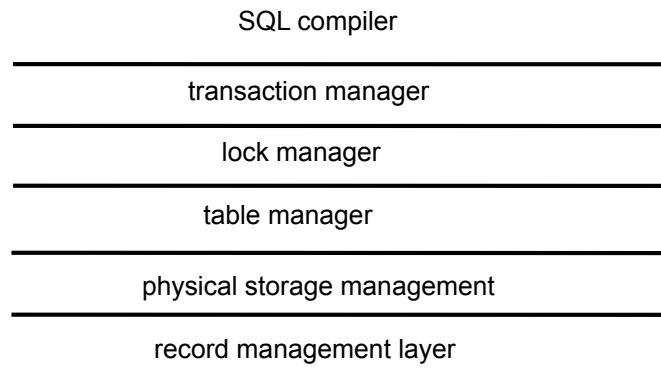 SQL compiler
transaction manager
lock manager
table manager
physical storage management
record management layer